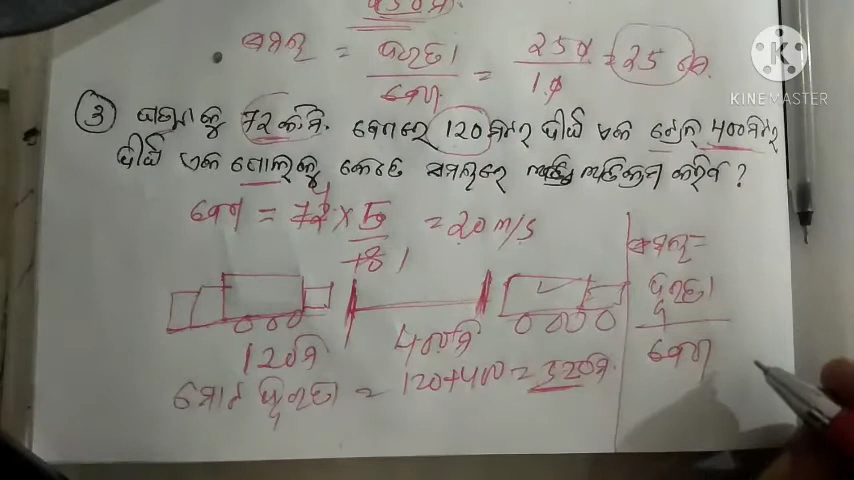 ସମୟ = ଦୂରତା / ବେଗ = 250 / 10 = 25 ସେ.
KINEMASTER
③ ଘଣ୍ଟାକୁ 72 କି.ମି. ବେଗରେ 120 ମିଟର ଦୀର୍ଘ ଏକ ଟ୍ରେନ୍ 400 ମିଟର
ଦୀର୍ଘ ଏକ ପୋଲକୁ କେତେ ସମୟରେ ଅତିକ୍ରମ କରିବ ?
ବେଗ = 72 × 5 / 18 = 20 m/s
ସମୟ =
ଦୂରତା
ବେଗ
120ମି 400ମି
ମୋଟ ଦୂରତା = 120+400 = 520ମି.